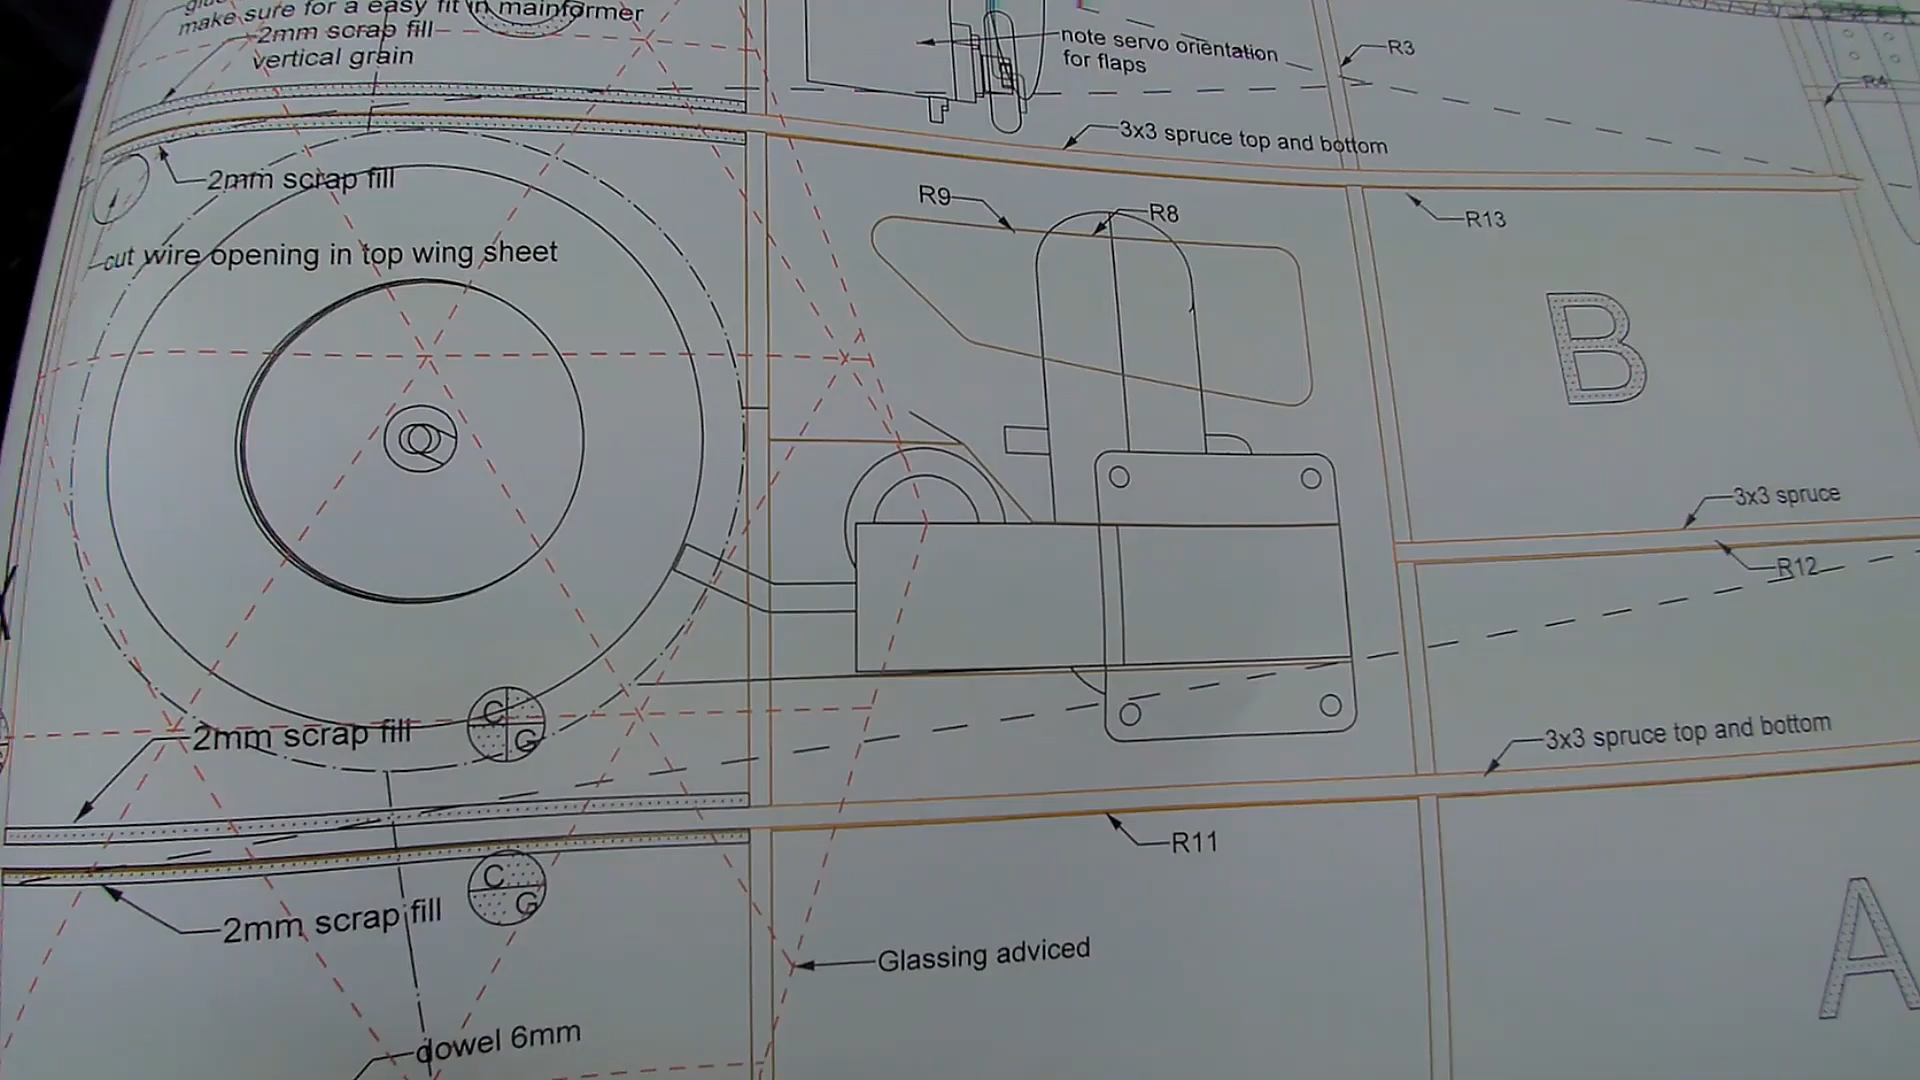 make sure for a easy fit in mainformer
2mm scrap fill
vertical grain
note servo orientation
for flaps
R3
R4
3x3 spruce top and bottom
2mm scrap fill
R9
R8
R13
cut wire opening in top wing sheet
B
3x3 spruce
R12
2mm scrap fill
C
G
3x3 spruce top and bottom
R11
2mm scrap fill
C
G
A
Glassing adviced
dowel 6mm